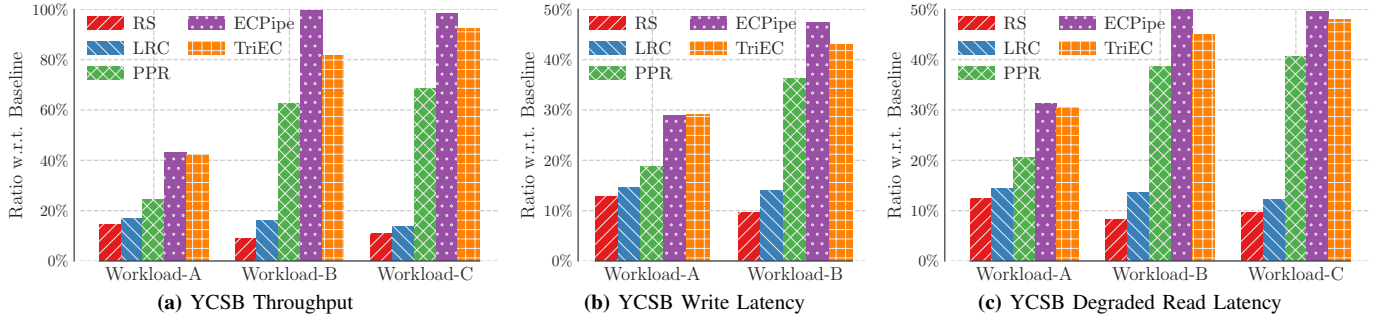 Ratio w.r.t. Baseline
100%
80%
60%
40%
20%
0%
RS
LRC
PPR
ECPipe
TriEC
Workload-A
Workload-B
Workload-C
(a) YCSB Throughput
Ratio w.r.t. Baseline
50%
40%
30%
20%
10%
0%
RS
LRC
PPR
ECPipe
TriEC
Workload-A
Workload-B
(b) YCSB Write Latency
Ratio w.r.t. Baseline
50%
40%
30%
20%
10%
0%
RS
LRC
PPR
ECPipe
TriEC
Workload-A
Workload-B
Workload-C
(c) YCSB Degraded Read Latency